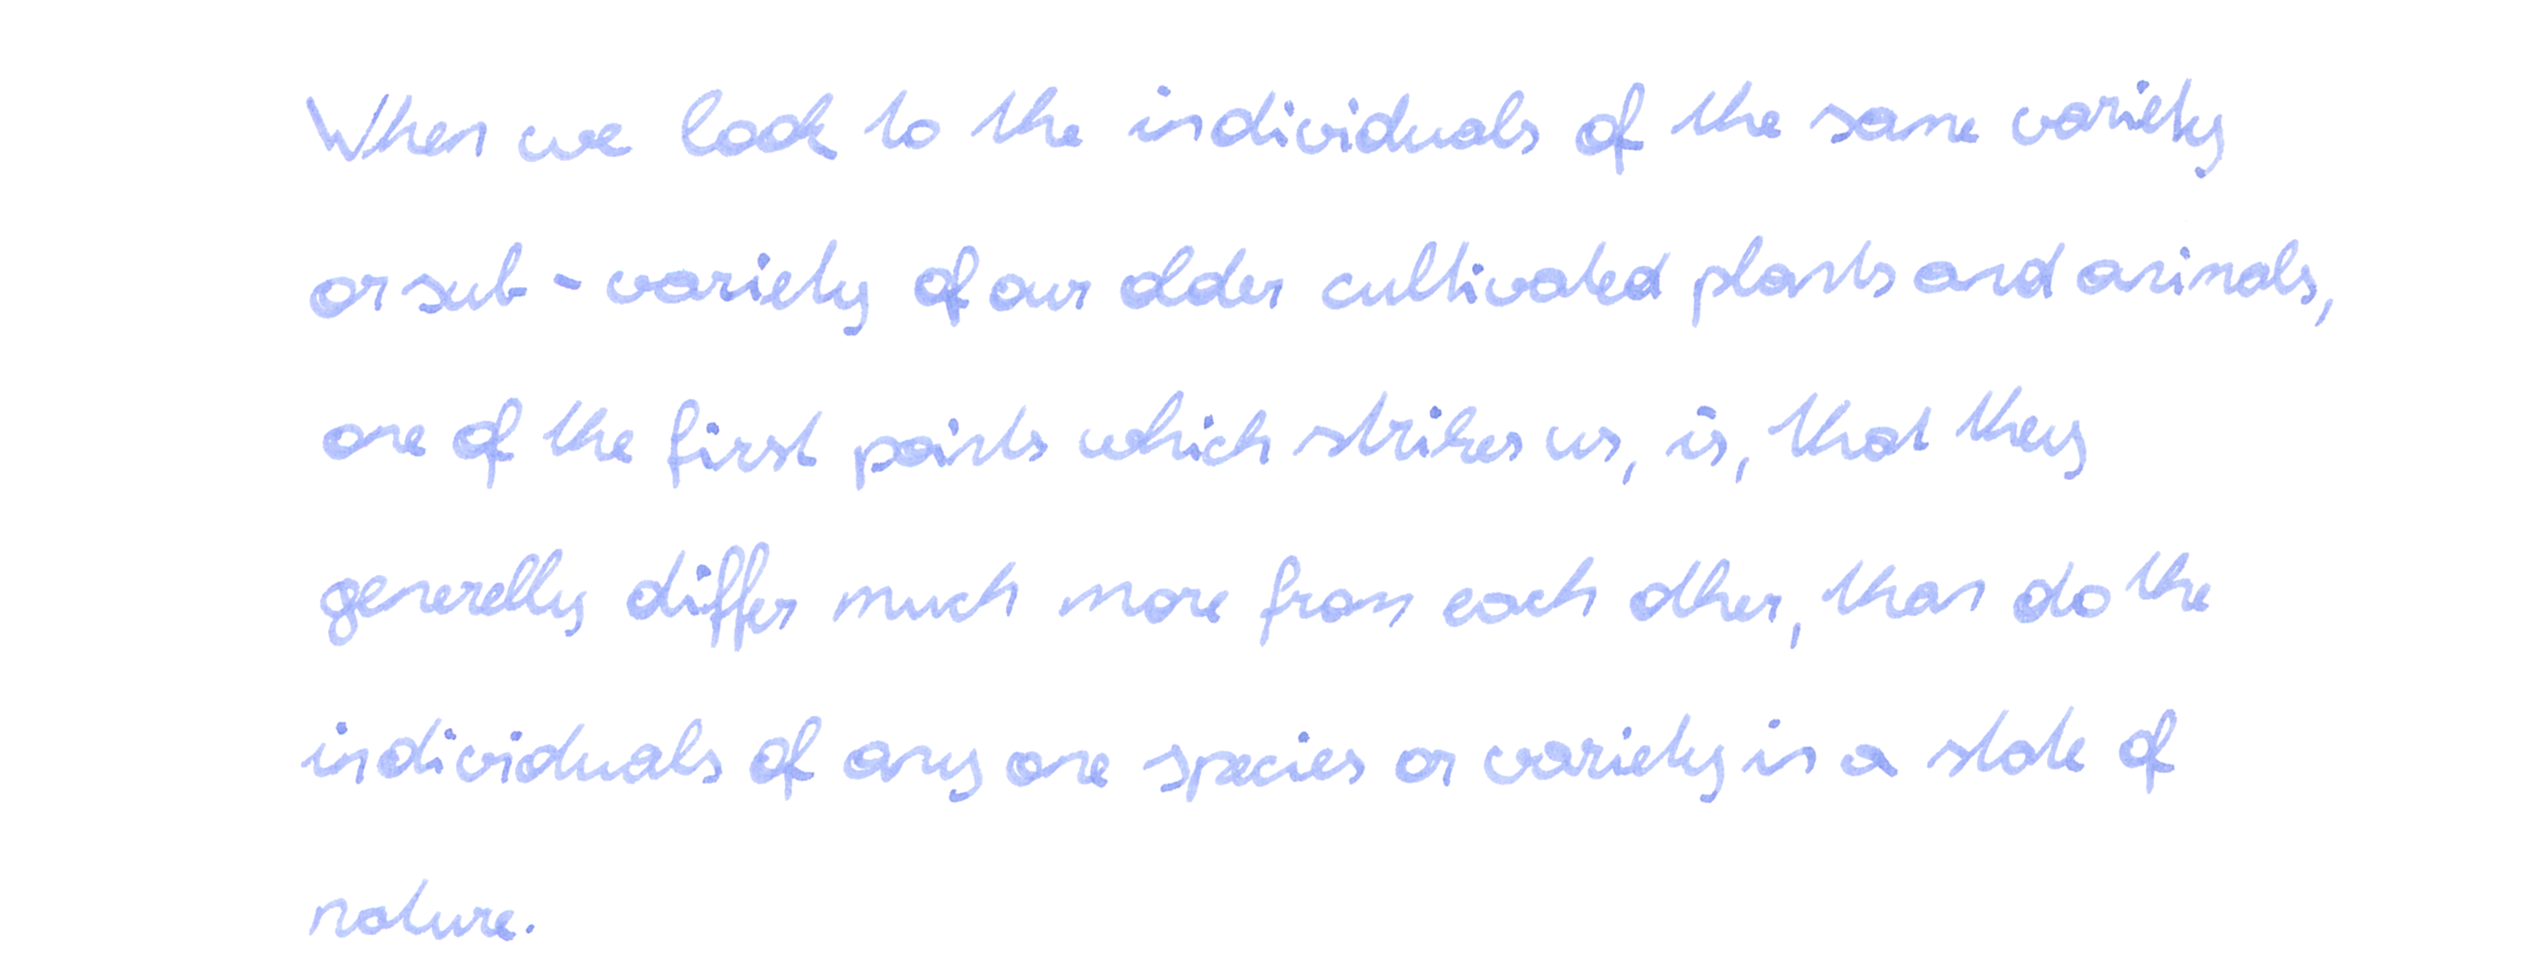 When we look to the individuals of the same variety
or sub-variety of our older cultivated plants and animals,
one of the first points which strikes us, is, that they
generelly differ much more from each other, than do the
individuals of any one species or variety in a state of
nature.